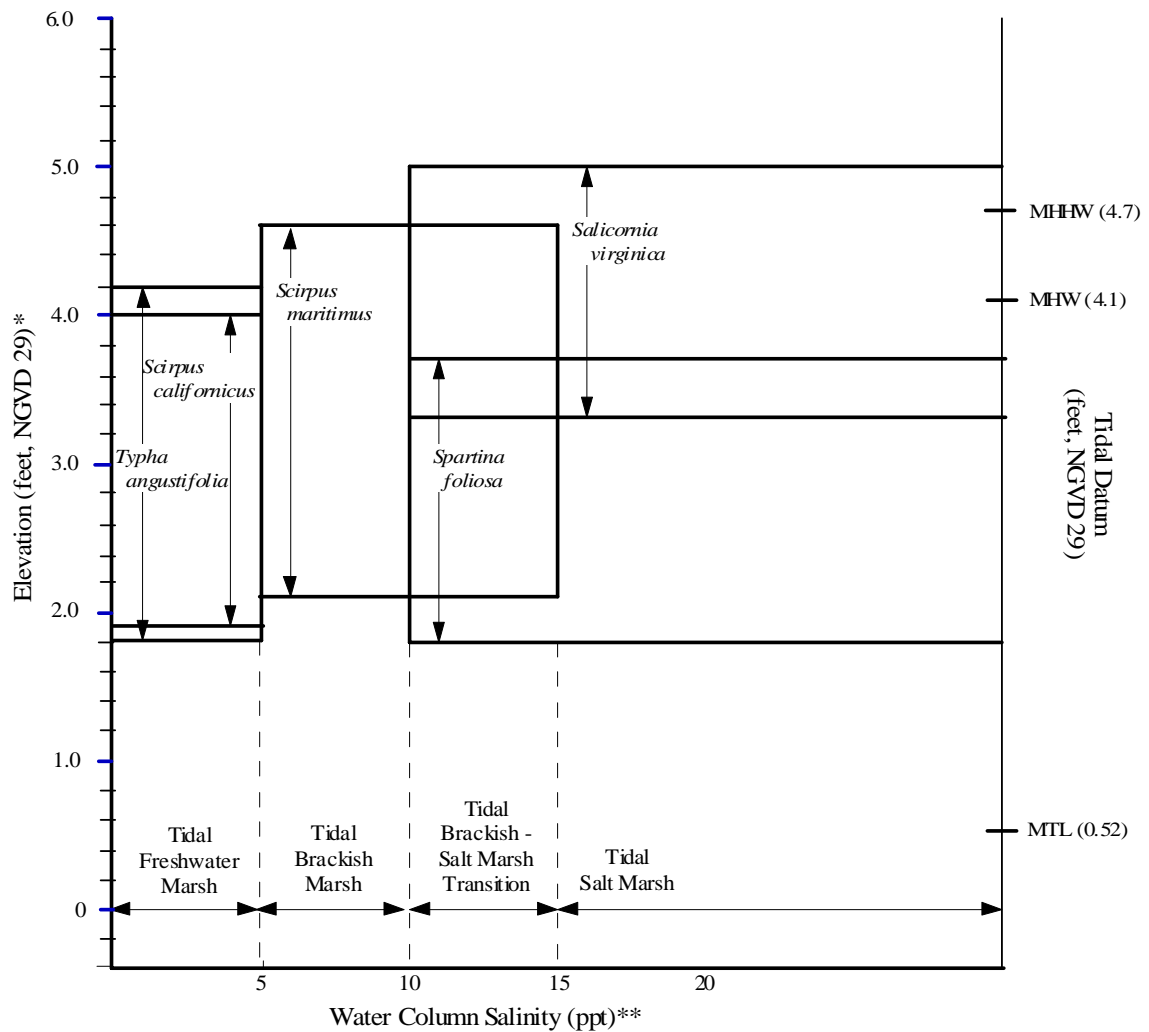 6.0
5.0
4.0
3.0
2.0
1.0
0
Elevation (feet, NGVD 29)*
Typha
angustifolia
Scirpus
californicus
Scirpus
maritimus
Salicornia
virginica
Spartina
foliosa
MHHW (4.7)
MHW (4.1)
MTL (0.52)
Tidal Datum
(feet, NGVD 29)
Tidal
Freshwater
Marsh
Tidal
Brackish
Marsh
Tidal
Brackish -
Salt Marsh
Transition
Tidal
Salt Marsh
5
10
15
20
Water Column Salinity (ppt)**